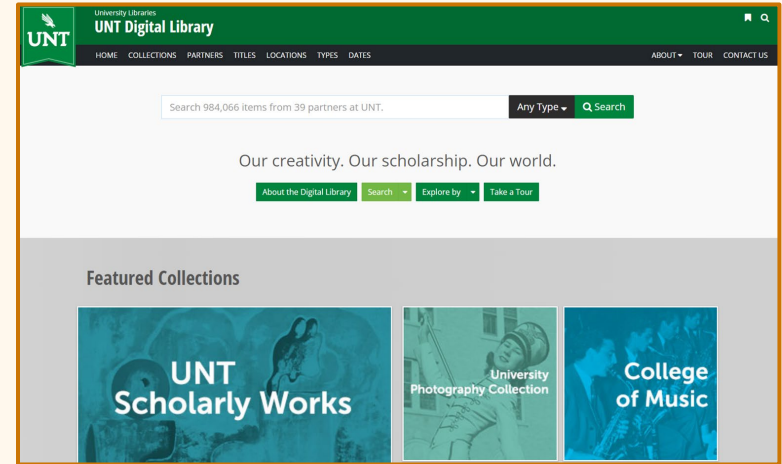 University Libraries
UNT Digital Library
UNT
HOME COLLECTIONS PARTNERS TITLES LOCATIONS TYPES DATES
ABOUT TOUR CONTACT US
Search 984,066 items from 39 partners at UNT.
Any Type
Search
Our creativity. Our scholarship. Our world.
About the Digital Library Search Explore by Take a Tour
Featured Collections
UNT
Scholarly Works
University
Photography Collection
College
of Music